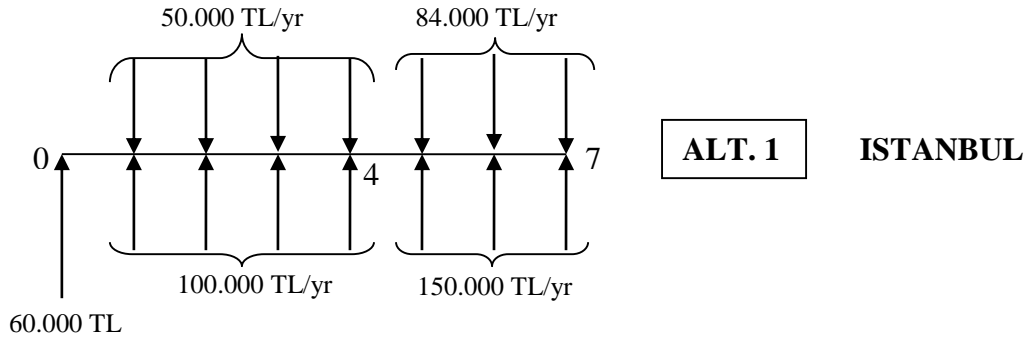 50.000 TL/yr 84.000 TL/yr
0 4 7 ALT. 1 ISTANBUL
100.000 TL/yr 150.000 TL/yr
60.000 TL